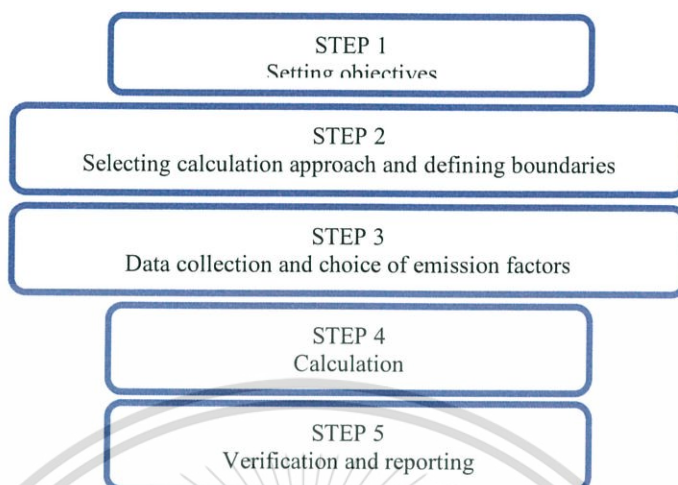 STEP 1
Setting objectives
STEP 2
Selecting calculation approach and defining boundaries
STEP 3
Data collection and choice of emission factors
STEP 4
Calculation
STEP 5
Verification and reporting